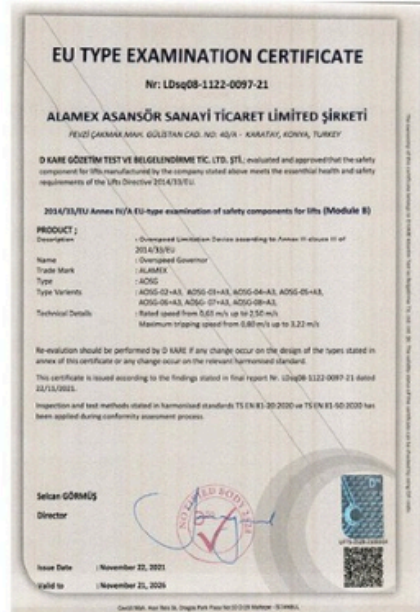 EU TYPE EXAMINATION CERTIFICATE
Nr: LDsq08-1122-0097-21
ALAMEX ASANSÖR SANAYİ TİCARET LİMİTED ŞİRKETİ
FEVZİ ÇAKMAK MAH. GÜLİSTAN CAD. NO: 40/A - KARATAY, KONYA, TURKEY
D KARE GÖZETİM TEST VE BELGELENDİRME TİC. LTD. ŞTİ., evaluated and approved that the safety
component for lifts manufactured by the company stated above meets the essenthial health and safety
requirements of the Lifts Directive 2014/33/EU.
2014/33/EU Annex IV/A EU-type examination of safety components for lifts (Module B)
PRODUCT ;
Description : Overspeed Limitation Device according to Annex III clause III of
2014/33/EU
Name : Overspeed Governor
Trade Mark : ALAMEX
Type : AOSG
Type Varients : AOSG-02+A3, AOSG-03+A3, AOSG-04+A3, AOSG-05+A3,
AOSG-06+A3, AOSG-07+A3, AOSG-08+A3,
Technical Details : Rated speed from 0,63 m/s up to 2,50 m/s
Maximum tripping speed from 0,80 m/s up to 3,22 m/s
Re-evaluation should be performed by D KARE if any change occur on the design of the types stated in
annex of this certificate or any change occur on the relevant harmonised standard.
This certificate is issued according to the findings stated in final report Nr. LDsq08-1122-0097-21 dated
22/11/2021.
Inspection and test methods stated in harmonised standards TS EN 81-20:2020 ve TS EN 81-50:2020 has
been applied during conformity assessment process.
Selcan GÖRMÜŞ
Director
NOTIFIED BODY
Issue Date : November 22, 2021
Valid to : November 21, 2026